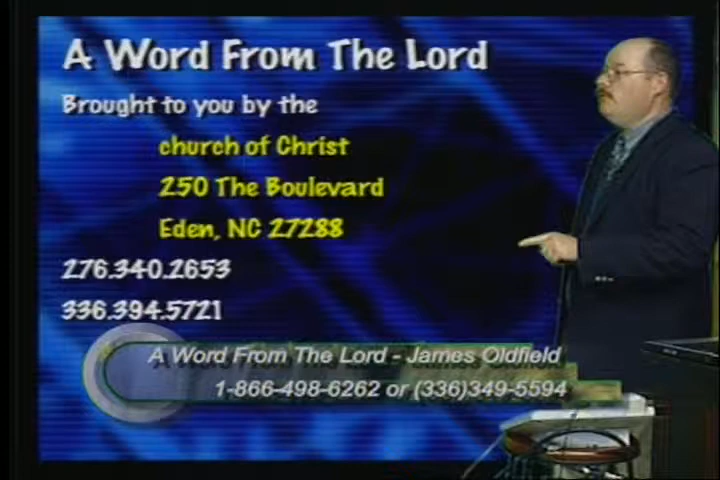 A Word From The Lord
Brought to you by the
church of Christ
250 The Boulevard
Eden, NC 27288
276.340.2653
336.394.5721
A Word From The Lord - James Oldfield
1-866-498-6262 or (336)349-5594